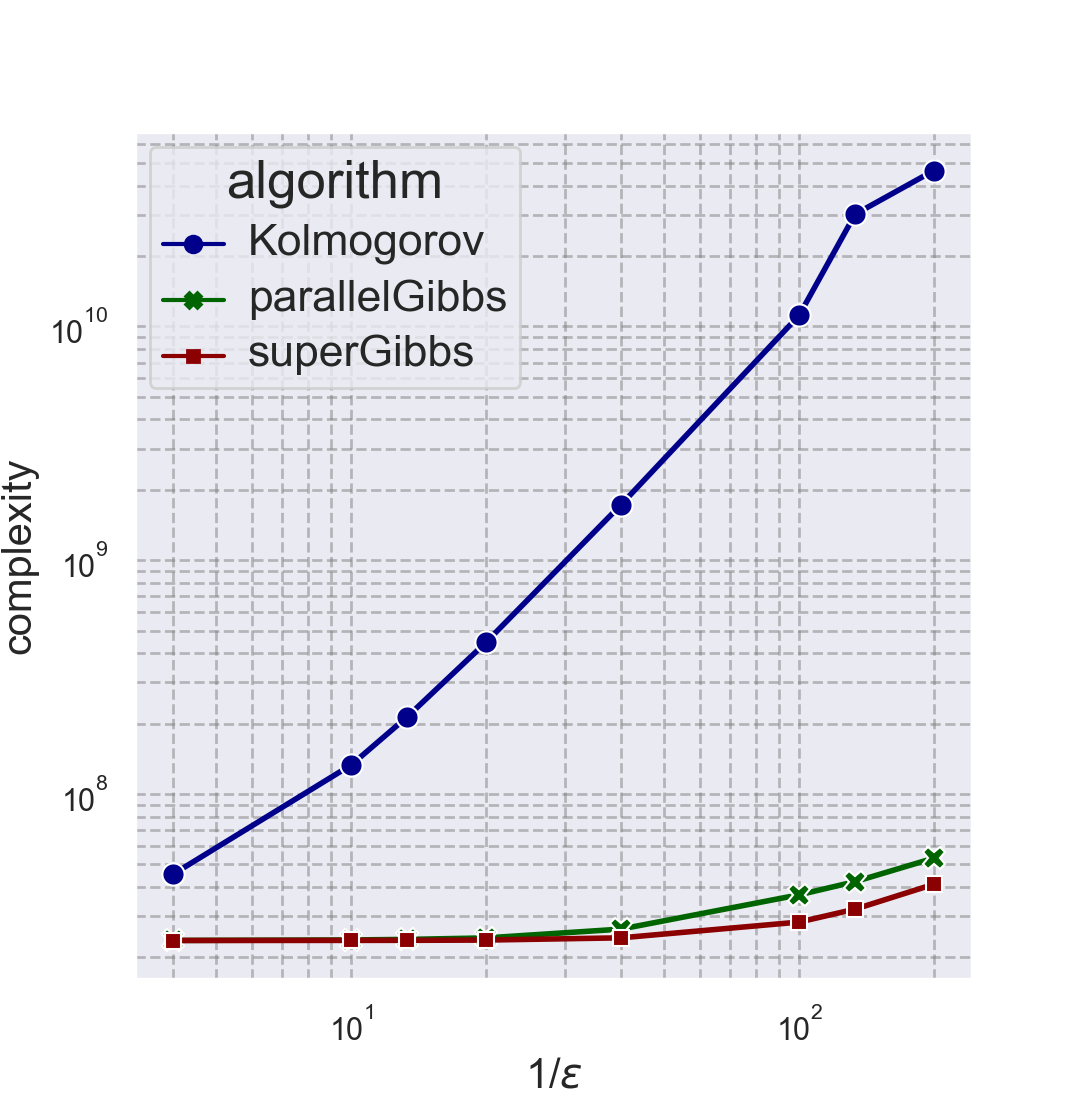 algorithm
Kolmogorov
parallelGibbs
superGibbs
complexity
10^10
10^9
10^8
10^1
10^2
1/ε